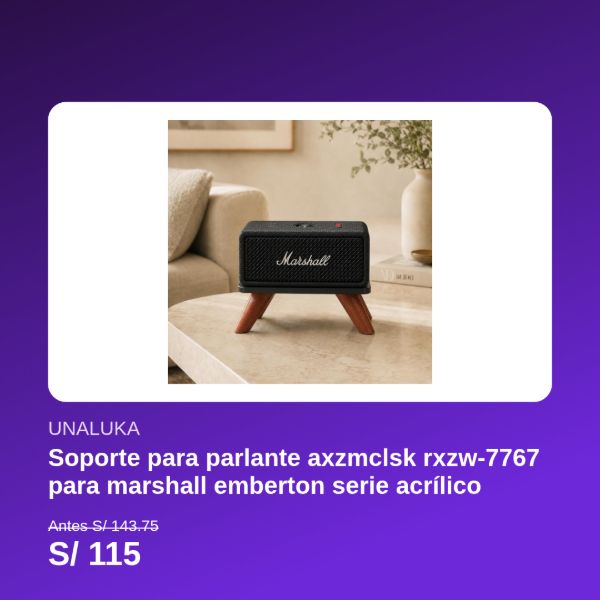 Marshall
UNALUKA
Soporte para parlante axzmclsk rxzw-7767
para marshall emberton serie acrílico
Antes S/ 143.75
S/ 115